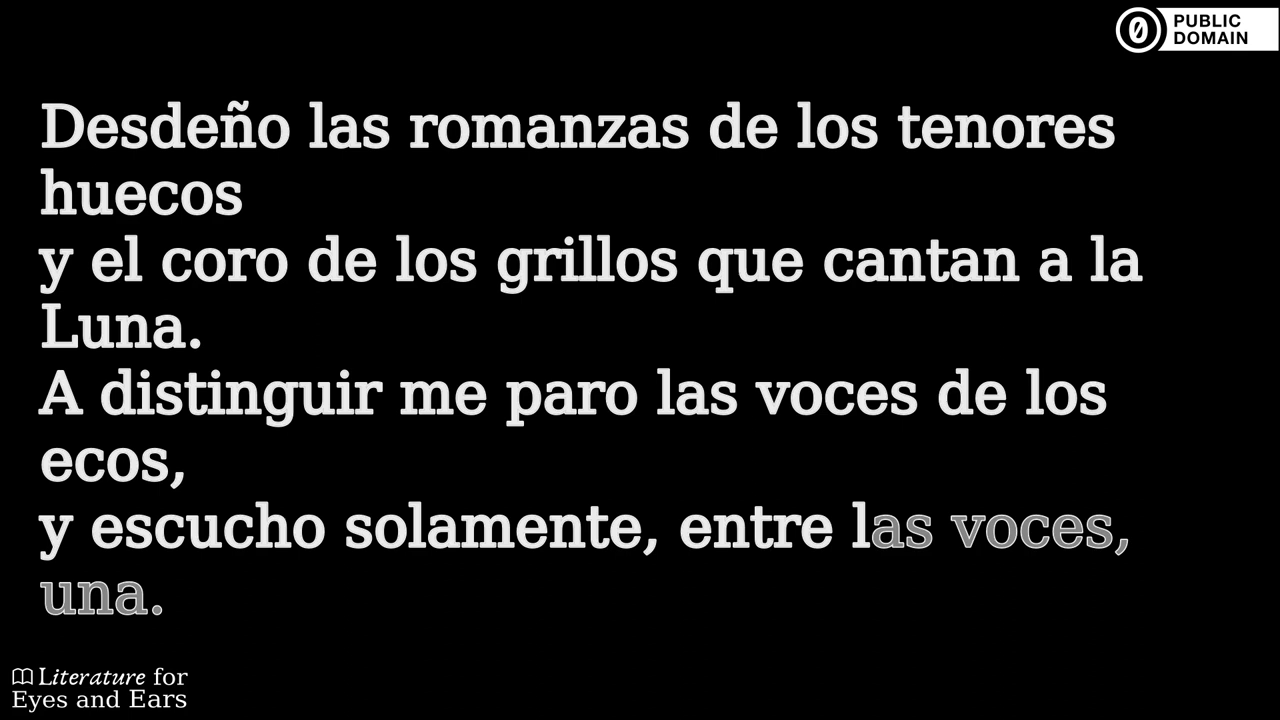 PUBLIC
DOMAIN
Desdeño las romanzas de los tenores
huecos
y el coro de los grillos que cantan a la
Luna.
A distinguir me paro las voces de los
ecos,
y escucho solamente, entre las voces,
una.
Literature for
Eyes and Ears